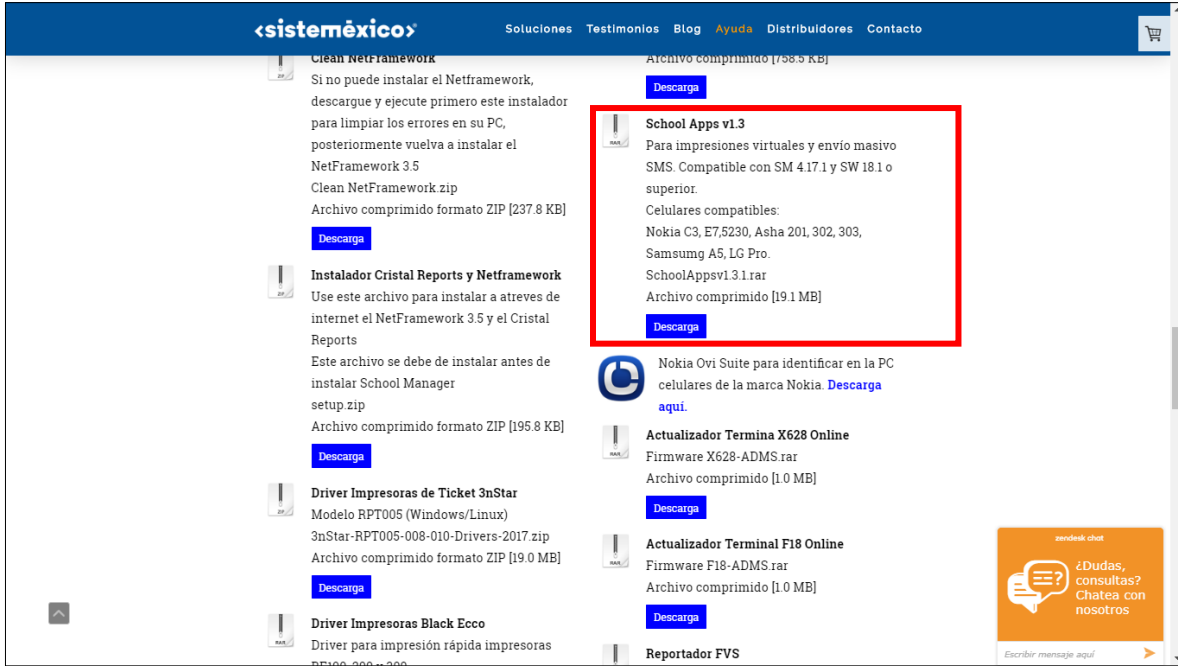 ‹sisteméxico›
Soluciones Testimonios Blog Ayuda Distribuidores Contacto
Clean NetFramework
Si no puede instalar el Netframework,
descargue y ejecute primero este instalador
para limpiar los errores en su PC,
posteriormente vuelva a instalar el
NetFramework 3.5
Clean NetFramework.zip
Archivo comprimido formato ZIP [237.8 KB]
Descarga
ZIP
Instalador Cristal Reports y Netframework
Use este archivo para instalar a atreves de
internet el NetFramework 3.5 y el Cristal
Reports
Este archivo se debe de instalar antes de
instalar School Manager
setup.zip
Archivo comprimido formato ZIP [195.8 KB]
Descarga
ZIP
Driver Impresoras de Ticket 3nStar
Modelo RPT005 (Windows/Linux)
3nStar-RPT005-008-010-Drivers-2017.zip
Archivo comprimido formato ZIP [19.0 MB]
Descarga
RAR
Driver Impresoras Black Ecco
Driver para impresión rápida impresoras
Archivo comprimido [758.5 KB]
Descarga
RAR
School Apps v1.3
Para impresiones virtuales y envío masivo
SMS. Compatible con SM 4.17.1 y SW 18.1 o
superior.
Celulares compatibles:
Nokia C3, E7,5230, Asha 201, 302, 303,
Samsumg A5, LG Pro.
SchoolAppsv1.3.1.rar
Archivo comprimido [19.1 MB]
Descarga
Nokia Ovi Suite para identificar en la PC
celulares de la marca Nokia. Descarga
aquí.
RAR
Actualizador Termina X628 Online
Firmware X628-ADMS.rar
Archivo comprimido [1.0 MB]
Descarga
RAR
Actualizador Terminal F18 Online
Firmware F18-ADMS.rar
Archivo comprimido [1.0 MB]
Descarga
Reportador FVS
zendesk chat
¿Dudas,
consultas?
Chatea con
nosotros
Escribir mensaje aquí